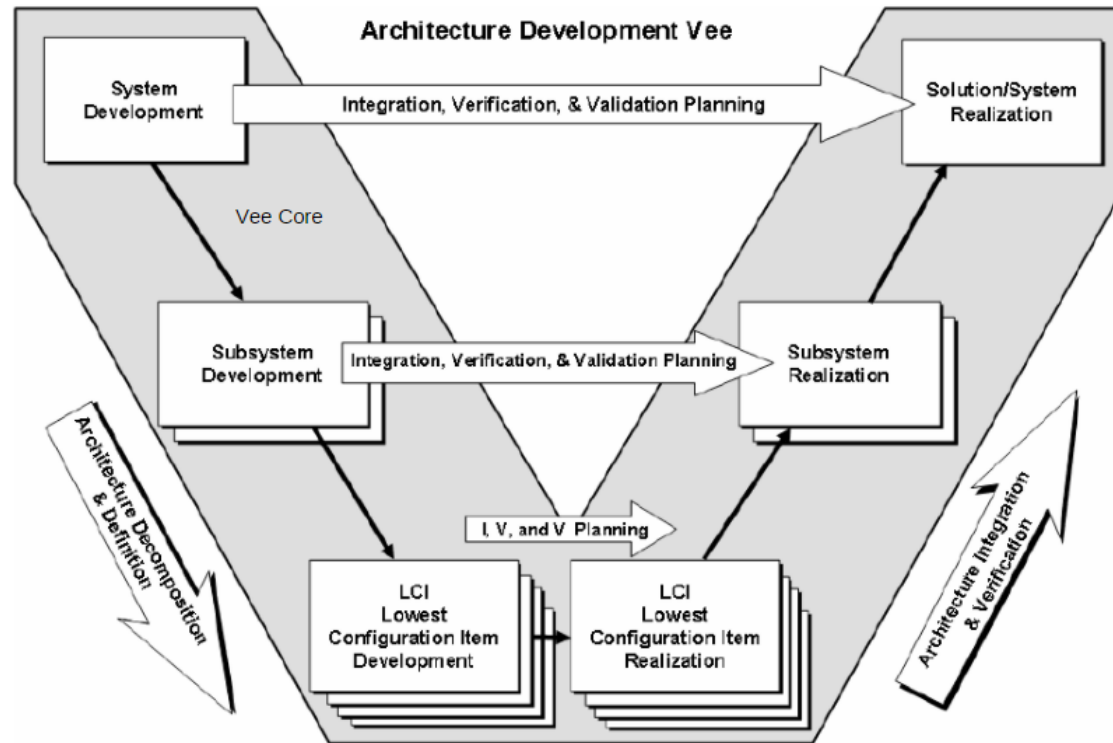 Architecture Development Vee
System
Development
Integration, Verification, & Validation Planning
Solution/System
Realization
Vee Core
Subsystem
Development
Integration, Verification, & Validation Planning
Subsystem
Realization
Architecture Decomposition
& Definition
I, V, and V Planning
Architecture Integration
& Verification
LCI
Lowest
Configuration Item
Development
LCI
Lowest
Configuration Item
Realization